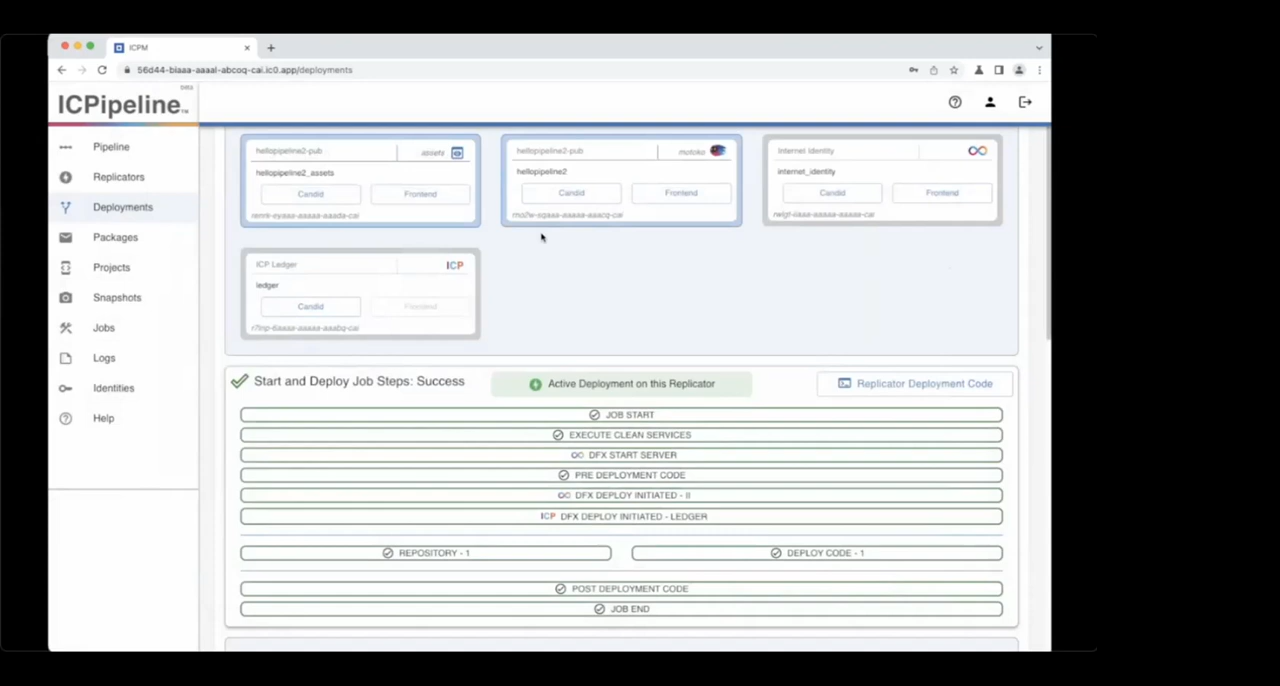 ICPM
56d44-biaaa-aaaal-abcoq-cai.ic0.app/deployments
BETA
ICPipeline™
Pipeline
Replicators
Deployments
Packages
Projects
Snapshots
Jobs
Logs
Identities
Help
hellopipeline2-pub assets
hellopipeline2_assets
Candid Frontend
hellopipeline2-pub motoko
hellopipeline2
Candid Frontend
Internet Identity
internet_identity
Candid Frontend
ICP Ledger ICP
ledger
Candid Frontend
Start and Deploy Job Steps: Success
Active Deployment on this Replicator
Replicator Deployment Code
JOB START
EXECUTE CLEAN SERVICES
DFX START SERVER
PRE DEPLOYMENT CODE
DFX DEPLOY INITIATED - II
ICP DFX DEPLOY INITIATED - LEDGER
REPOSITORY - 1 DEPLOY CODE - 1
POST DEPLOYMENT CODE
JOB END